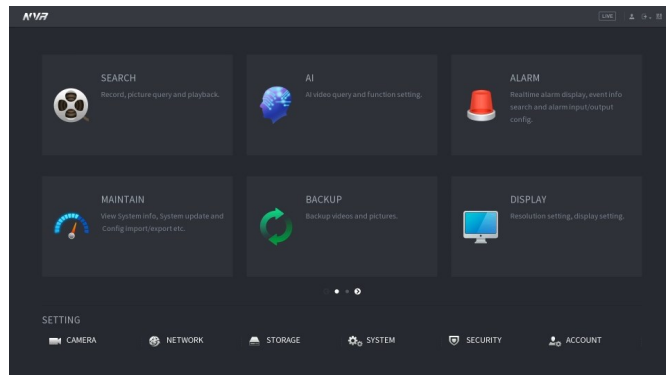 NVR
LIVE
SEARCH
Record, picture query and playback.
AI
AI video query and function setting.
ALARM
Realtime alarm display, event info
search and alarm input/output
config.
MAINTAIN
View System info, System update and
Config import/export etc.
BACKUP
Backup videos and pictures.
DISPLAY
Resolution setting, display setting.
SETTING
CAMERA
NETWORK
STORAGE
SYSTEM
SECURITY
ACCOUNT